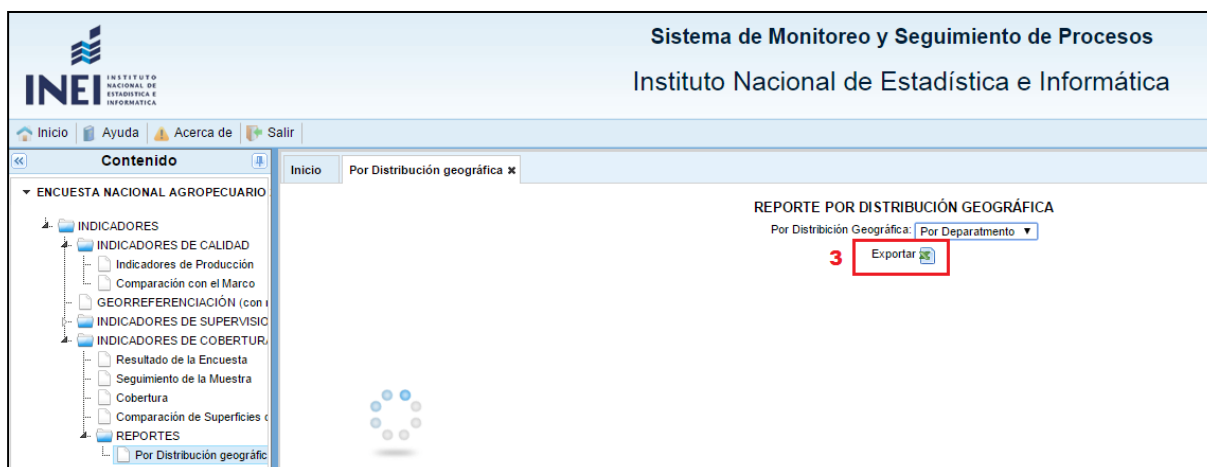 Sistema de Monitoreo y Seguimiento de Procesos
INEI INSTITUTO NACIONAL DE ESTADISTICA E INFORMATICA
Instituto Nacional de Estadística e Informática
Inicio Ayuda Acerca de Salir
Contenido
Inicio Por Distribución geográfica
ENCUESTA NACIONAL AGROPECUARIO
REPORTE POR DISTRIBUCIÓN GEOGRÁFICA
Por Distribición Geográfica: Por Deparatmento
3 Exportar
INDICADORES
INDICADORES DE CALIDAD
Indicadores de Producción
Comparación con el Marco
GEORREFERENCIACIÓN (con
INDICADORES DE SUPERVISIO
INDICADORES DE COBERTUR
Resultado de la Encuesta
Seguimiento de la Muestra
Cobertura
Comparación de Superficies
REPORTES
Por Distribución geográfic